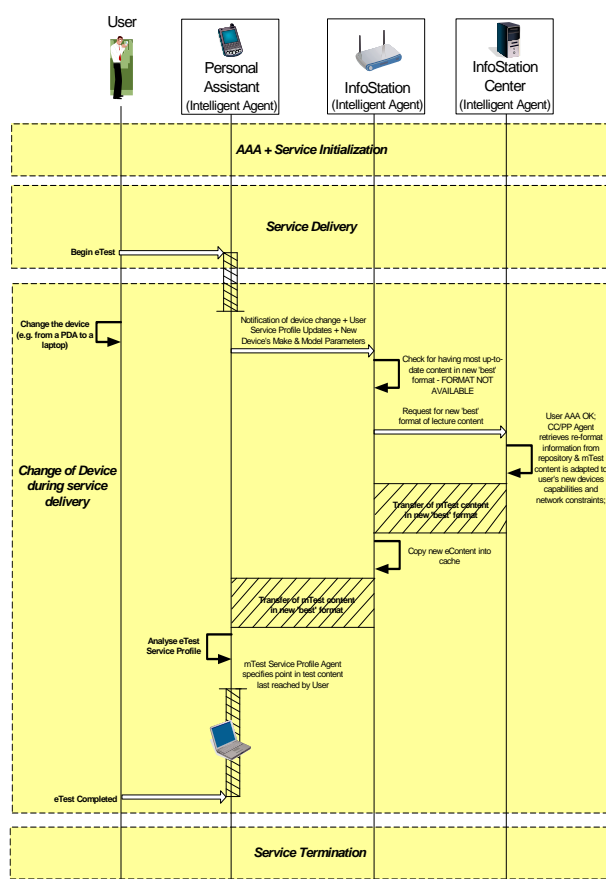 User
Personal
Assistant
(Intelligent Agent)
InfoStation
(Intelligent Agent)
InfoStation
Center
(Intelligent Agent)
AAA + Service Initialization
Service Delivery
Begin eTest
Change the device
(e.g. from a PDA to a
laptop)
Notification of device change + User
Service Profile Updates + New
Device's Make & Model Parameters
Check for having most up-to-
date content in new 'best'
format - FORMAT NOT
AVAILABLE
Request for new 'best'
format of lecture content
User AAA OK;
CC/PP Agent
retrieves re-format
information from
repository & mTest
content is adapted to
user's new devices
capabilities and
network constraints;
Change of Device
during service
delivery
Transfer of mTest content
in new 'best' format
Copy new eContent into
cache
Transfer of mTest content
in new 'best' format
Analyse eTest
Service Profile
mTest Service Profile Agent
specifies point in test content
last reached by User
eTest Completed
Service Termination